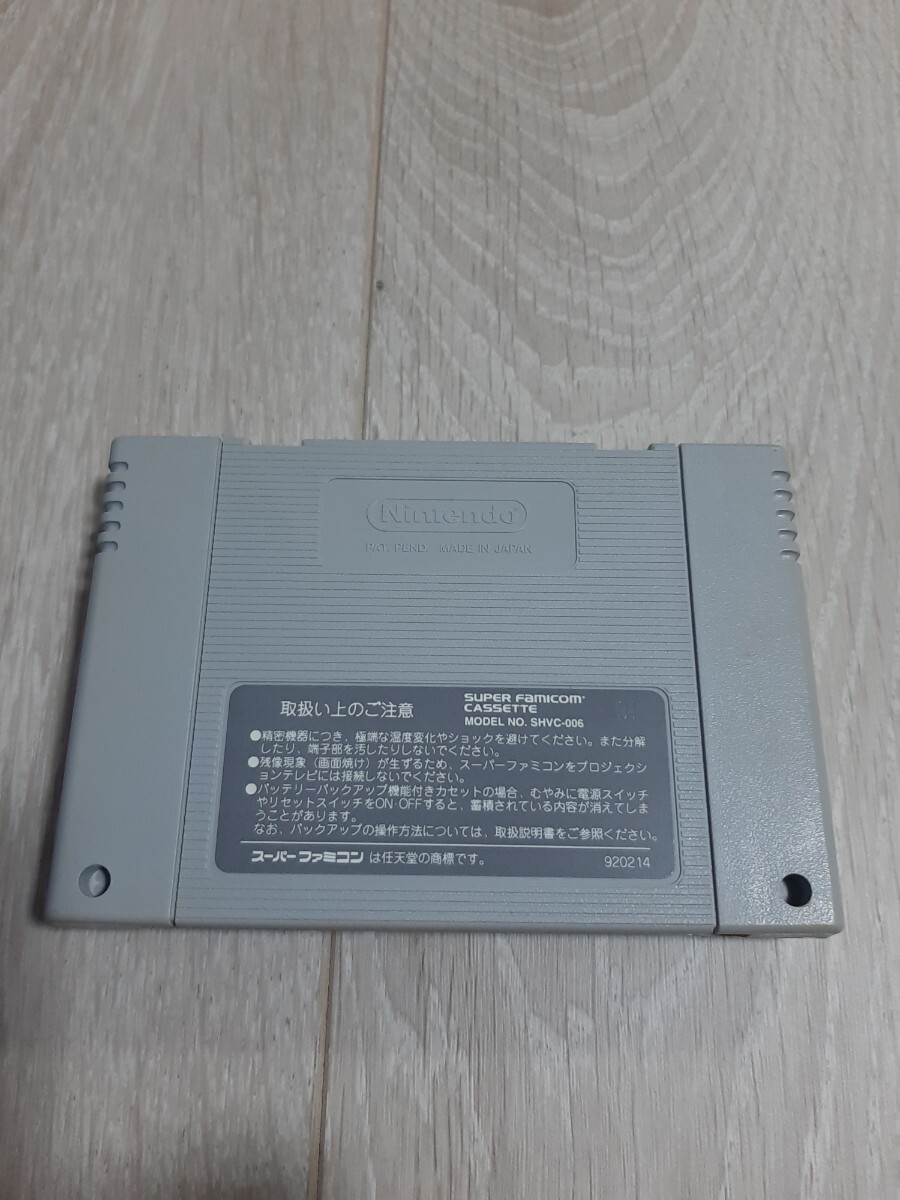 Nintendo
PAT. PEND. MADE IN JAPAN
取扱い上のご注意
SUPER FAMICOM
CASSETTE
MODEL NO. SHVC-006
●精密機器につき、極端な温度変化やショックを避けてください。また分解
したり、端子部を汚したりしないでください。
●残像現象（画面焼け）が生ずるため、スーパーファミコンをプロジェクシ
ョンテレビには接続しないでください。
●バッテリーバックアップ機能付きカセットの場合、むやみに電源スイッチ
やリセットスイッチをON・OFFすると、蓄積されている内容が消えてしま
うことがあります。
なお、バックアップの操作方法については、取扱説明書をご参照ください。
スーパーファミコン は任天堂の商標です。
920214